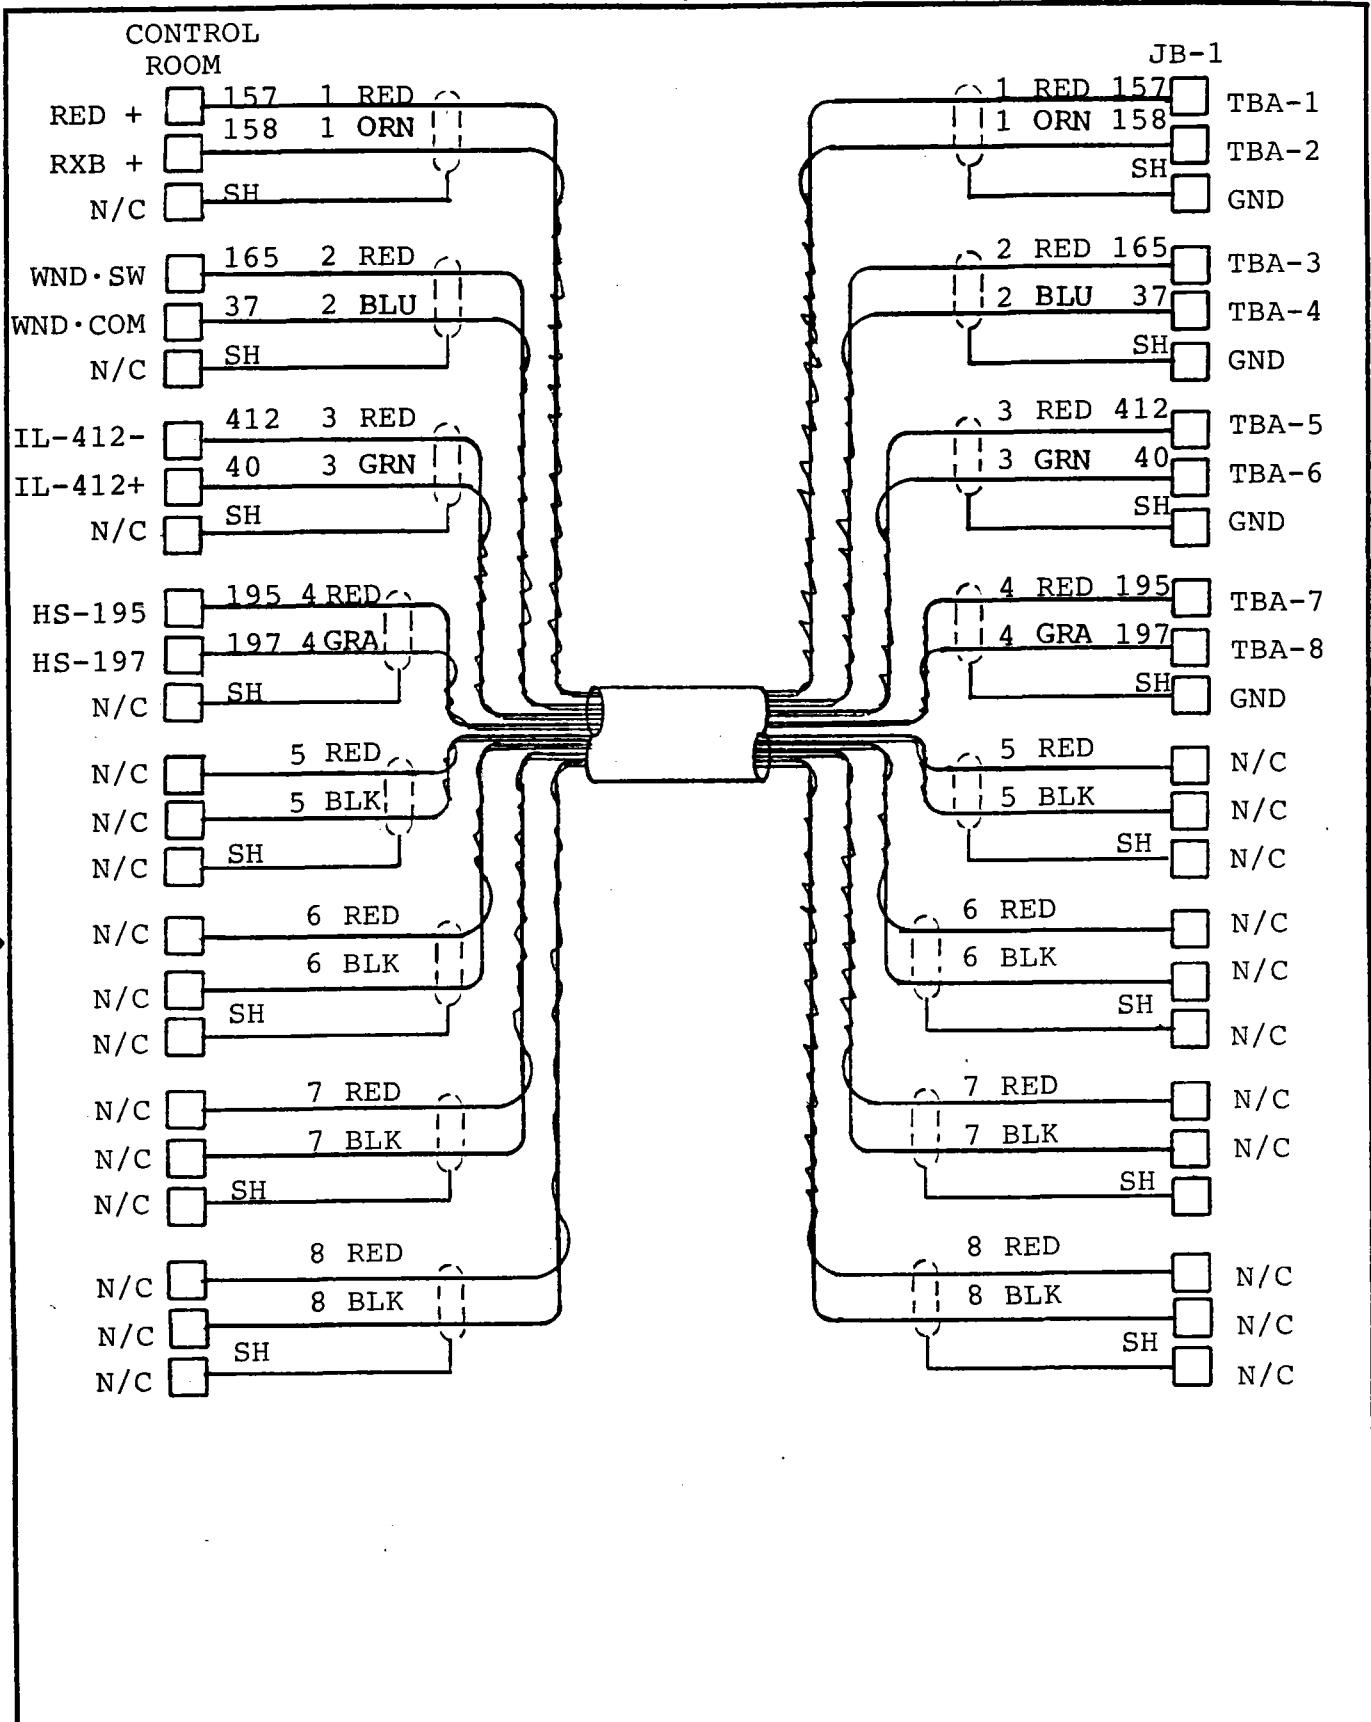 CONTROL
ROOM
JB-1
RED + 157 1 RED
RXB + 158 1 ORN
N/C SH
WND·SW 165 2 RED
WND·COM 37 2 BLU
N/C SH
IL-412- 412 3 RED
IL-412+ 40 3 GRN
N/C SH
HS-195 195 4 RED
HS-197 197 4 GRA
N/C SH
N/C 5 RED
N/C 5 BLK
N/C SH
N/C 6 RED
N/C 6 BLK
N/C SH
N/C 7 RED
N/C 7 BLK
N/C SH
N/C 8 RED
N/C 8 BLK
N/C SH
1 RED 157 TBA-1
1 ORN 158 TBA-2
SH GND
2 RED 165 TBA-3
2 BLU 37 TBA-4
SH GND
3 RED 412 TBA-5
3 GRN 40 TBA-6
SH GND
4 RED 195 TBA-7
4 GRA 197 TBA-8
SH GND
5 RED N/C
5 BLK N/C
SH N/C
6 RED N/C
6 BLK N/C
SH N/C
7 RED N/C
7 BLK N/C
SH
8 RED N/C
8 BLK N/C
SH N/C